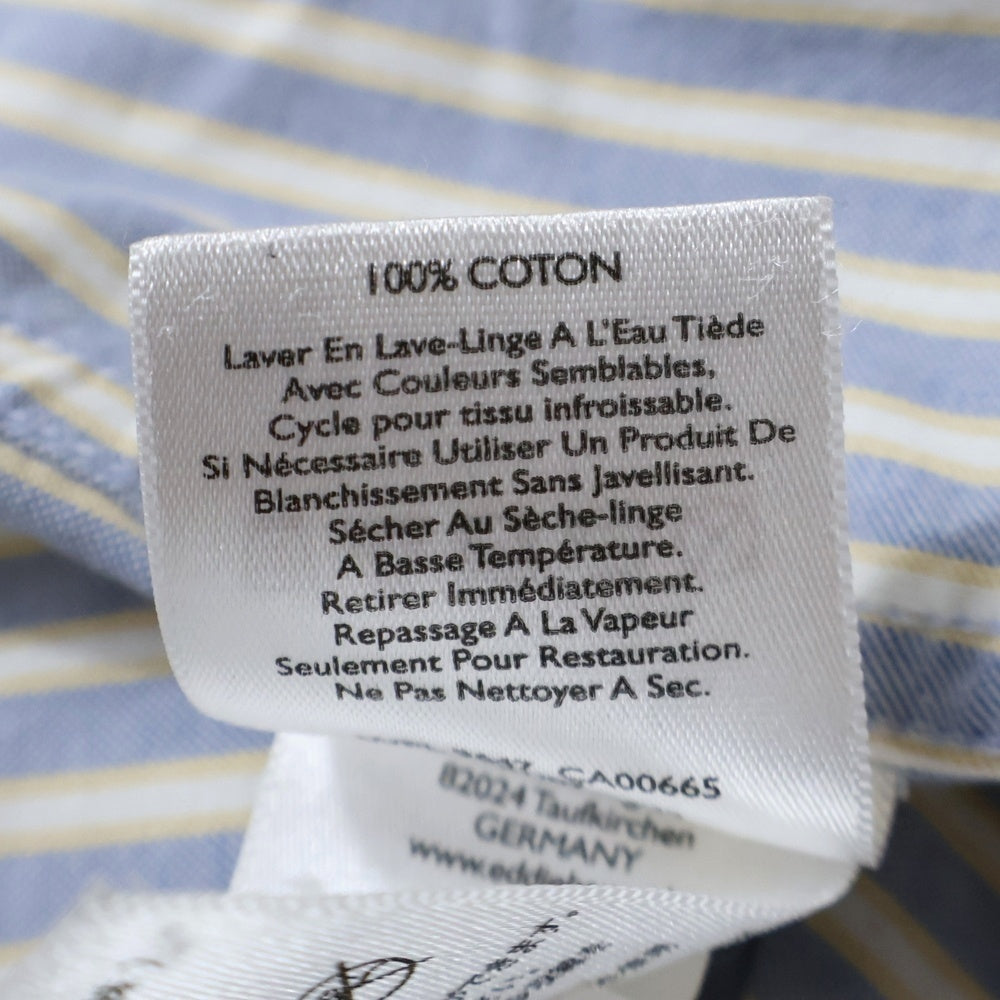 100% COTON
Laver En Lave-Linge A L'Eau Tiède
Avec Couleurs Semblables,
Cycle pour tissu infroissable.
Si Nécessaire Utiliser Un Produit De
Blanchissement Sans Javellisant.
Sécher Au Sèche-linge
A Basse Température.
Retirer Immédiatement.
Repassage A La Vapeur
Seulement Pour Restauration.
Ne Pas Nettoyer A Sec.
CA00665
82024 Taufkirchen
GERMANY